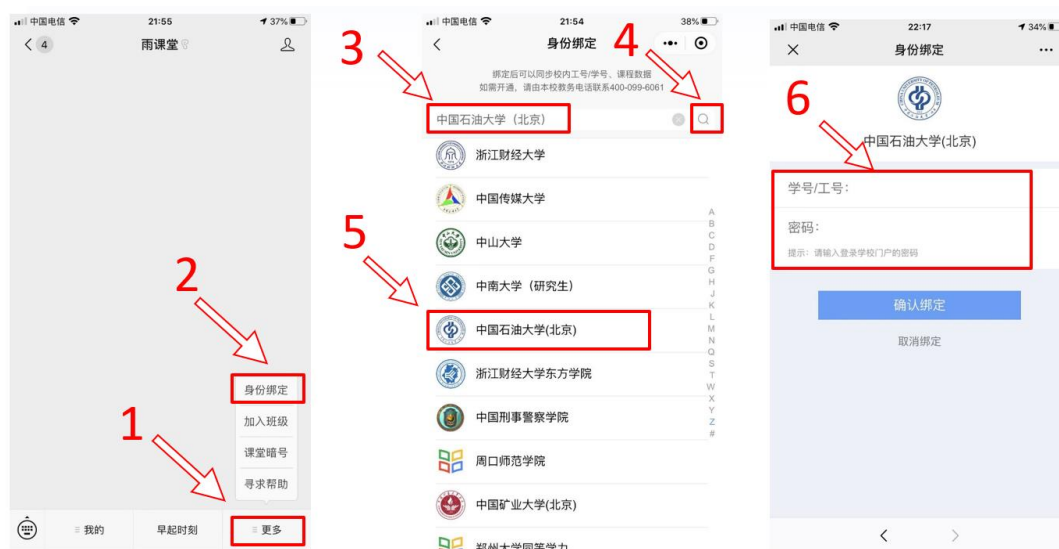 中国电信
21:55
37%
4
雨课堂
2
身份绑定
加入班级
课堂暗号
寻求帮助
1
我的
早起时刻
更多
中国电信
21:54
38%
3
身份绑定
4
绑定后可以同步校内工号/学号、课程数据
如需开通，请由本校教务电话联系400-099-6061
中国石油大学（北京）
浙江财经大学
中国传媒大学
5
中山大学
中南大学（研究生）
中国石油大学(北京)
浙江财经大学东方学院
中国刑事警察学院
周口师范学院
中国矿业大学(北京)
郑州大学同等学力
A
B
C
D
F
G
H
J
K
L
M
N
Q
S
T
W
X
Y
Z
#
中国电信
22:17
34%
身份绑定
6
中国石油大学(北京)
学号/工号：
密码：
提示：请输入登录学校门户的密码
确认绑定
取消绑定